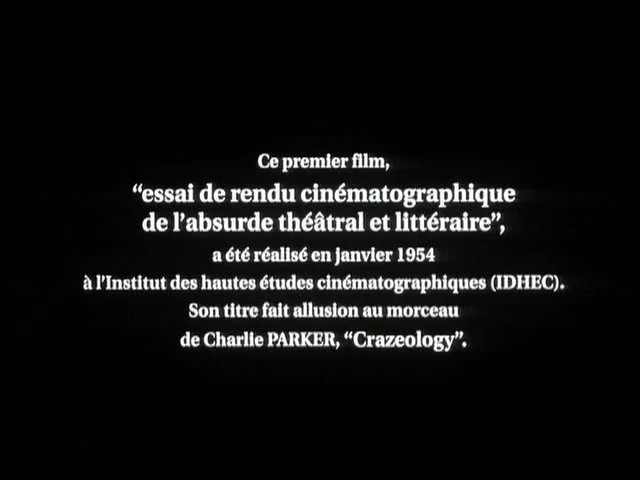 Ce premier film,
“essai de rendu cinématographique
de l’absurde théâtral et littéraire”,
a été réalisé en janvier 1954
à l’Institut des hautes études cinématographiques (IDHEC).
Son titre fait allusion au morceau
de Charlie PARKER, “Crazeology”.